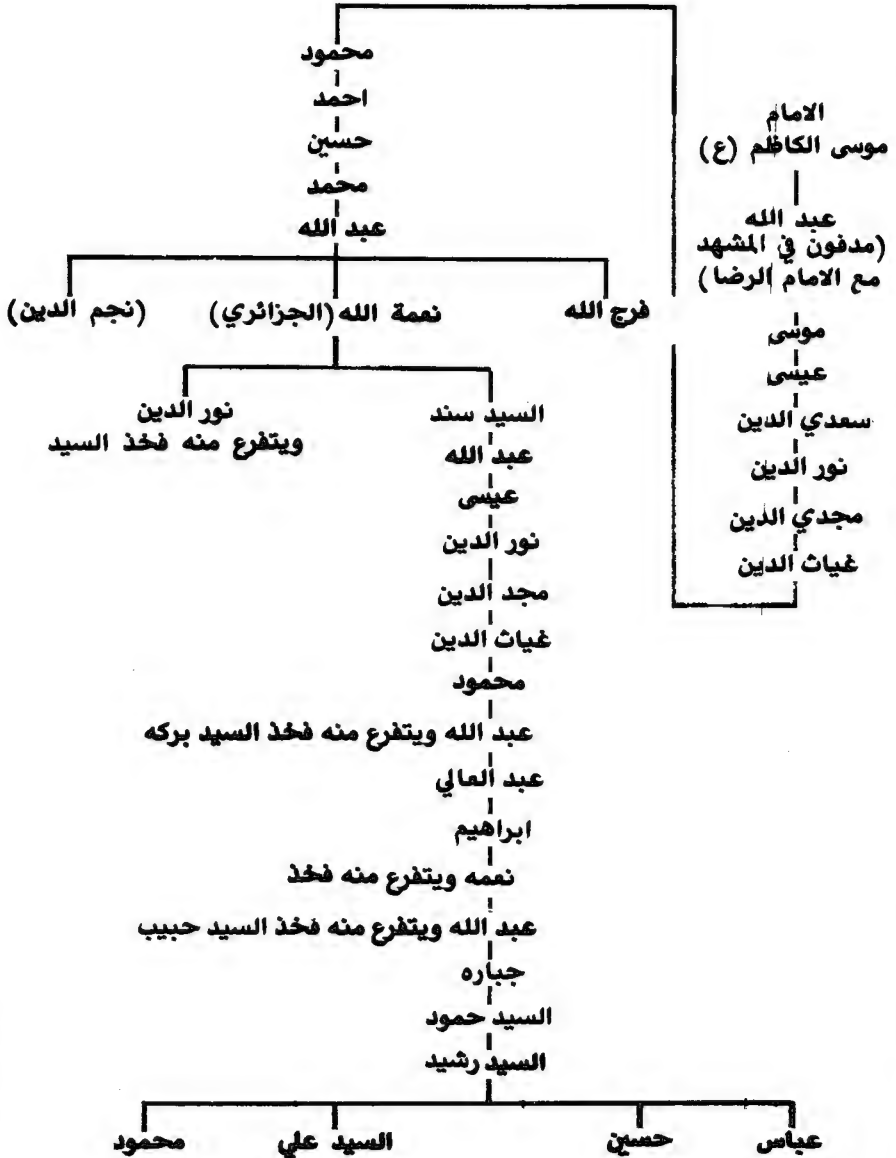 الامام
موسى الكاظم (ع)
عبد الله
(مدفون في المشهد
مع الامام الرضا)
موسى
عيسى
سعدي الدين
نور الدين
مجدي الدين
غياث الدين
محمود
احمد
حسين
محمد
عبد الله
فرج الله
نعمة الله (الجزائري)
(نجم الدين)
السيد سند
نور الدين
ويتفرع منه فخذ السيد
عبد الله
عيسى
نور الدين
مجد الدين
غياث الدين
محمود
عبد الله ويتفرع منه فخذ السيد بركه
عبد العالي
ابراهيم
نعمه ويتفرع منه فخذ
عبد الله ويتفرع منه فخذ السيد حبيب
جباره
السيد حمود
السيد رشيد
عباس
حسين
السيد علي
محمود